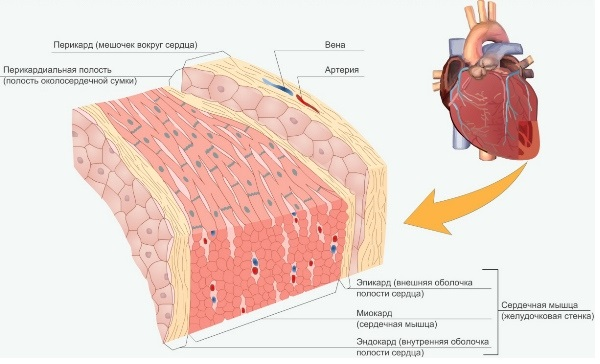 Перикард (мешочек вокруг сердца)
Вена
Перикардиальная полость
(полость околосердечной сумки)
Артерия
Эпикард (внешняя оболочка
полости сердца)
Миокард
(сердечная мышца)
Эндокард (внутренняя оболочка
полости сердца)
Сердечная мышца
(желудочковая стенка)